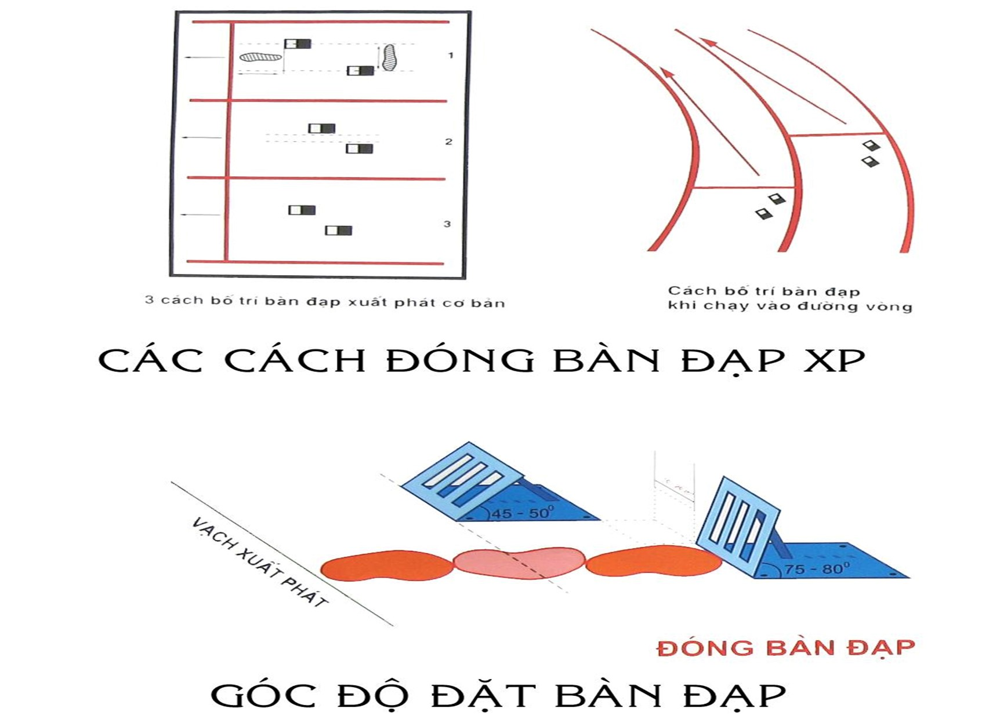 1
2
3
3 cách bố trí bàn đạp xuất phát cơ bản
Cách bố trí bàn đạp
khi chạy vào đường vòng
CÁC CÁCH ĐÓNG BÀN ĐẠP XP
45 - 50⁰
75 - 80⁰
VẠCH XUẤT PHÁT
ĐÓNG BÀN ĐẠP
GÓC ĐỘ ĐẶT BÀN ĐẠP